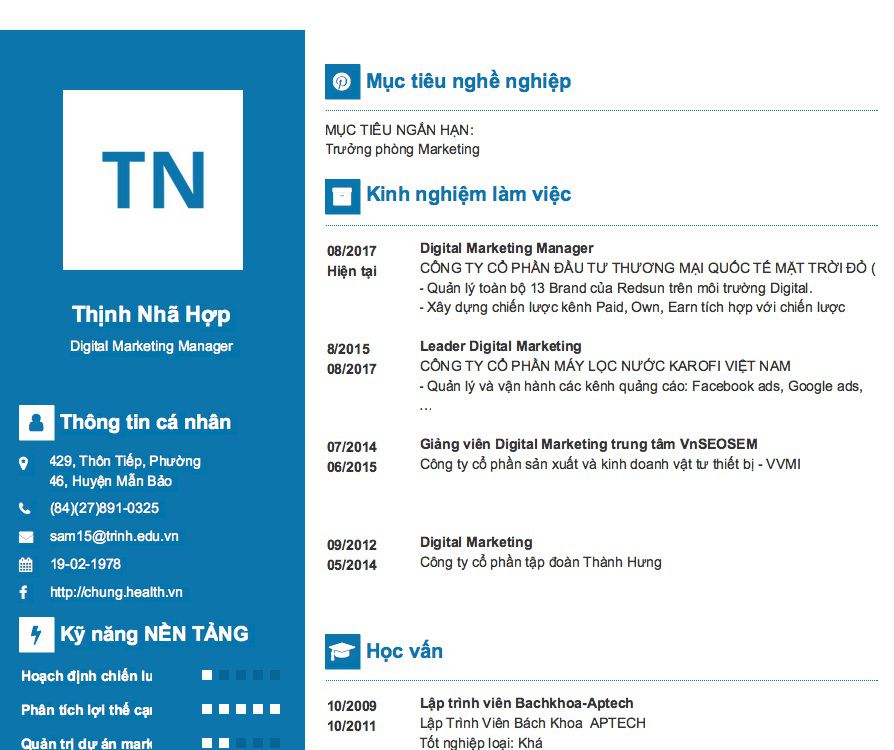 TN
Thịnh Nhã Hợp
Digital Marketing Manager
Thông tin cá nhân
429, Thôn Tiếp, Phường
46, Huyện Mẫn Bảo
(84)(27)891-0325
sam15@trinh.edu.vn
19-02-1978
http://chung.health.vn
Kỹ năng NỀN TẢNG
Hoạch định chiến lu
Phân tích lợi thế cạ
Quản trị dự án mark
Mục tiêu nghề nghiệp
MỤC TIÊU NGẮN HẠN:
Trưởng phòng Marketing
Kinh nghiệm làm việc
08/2017
Hiện tại
Digital Marketing Manager
CÔNG TY CỔ PHẦN ĐẦU TƯ THƯƠNG MẠI QUỐC TẾ MẶT TRỜI ĐỎ (
- Quản lý toàn bộ 13 Brand của Redsun trên môi trường Digital.
- Xây dựng chiến lược kênh Paid, Own, Earn tích hợp với chiến lược
8/2015
08/2017
Leader Digital Marketing
CÔNG TY CỔ PHẦN MÁY LỌC NƯỚC KAROFI VIỆT NAM
- Quản lý và vận hành các kênh quảng cáo: Facebook ads, Google ads,
…
07/2014
06/2015
Giảng viên Digital Marketing trung tâm VnSEOSEM
Công ty cổ phần sản xuất và kinh doanh vật tư thiết bị - VVMI
09/2012
05/2014
Digital Marketing
Công ty cổ phần tập đoàn Thành Hưng
Học vấn
10/2009
10/2011
Lập trình viên Bachkhoa-Aptech
Lập Trình Viên Bách Khoa  APTECH
Tốt nghiệp loại: Khá